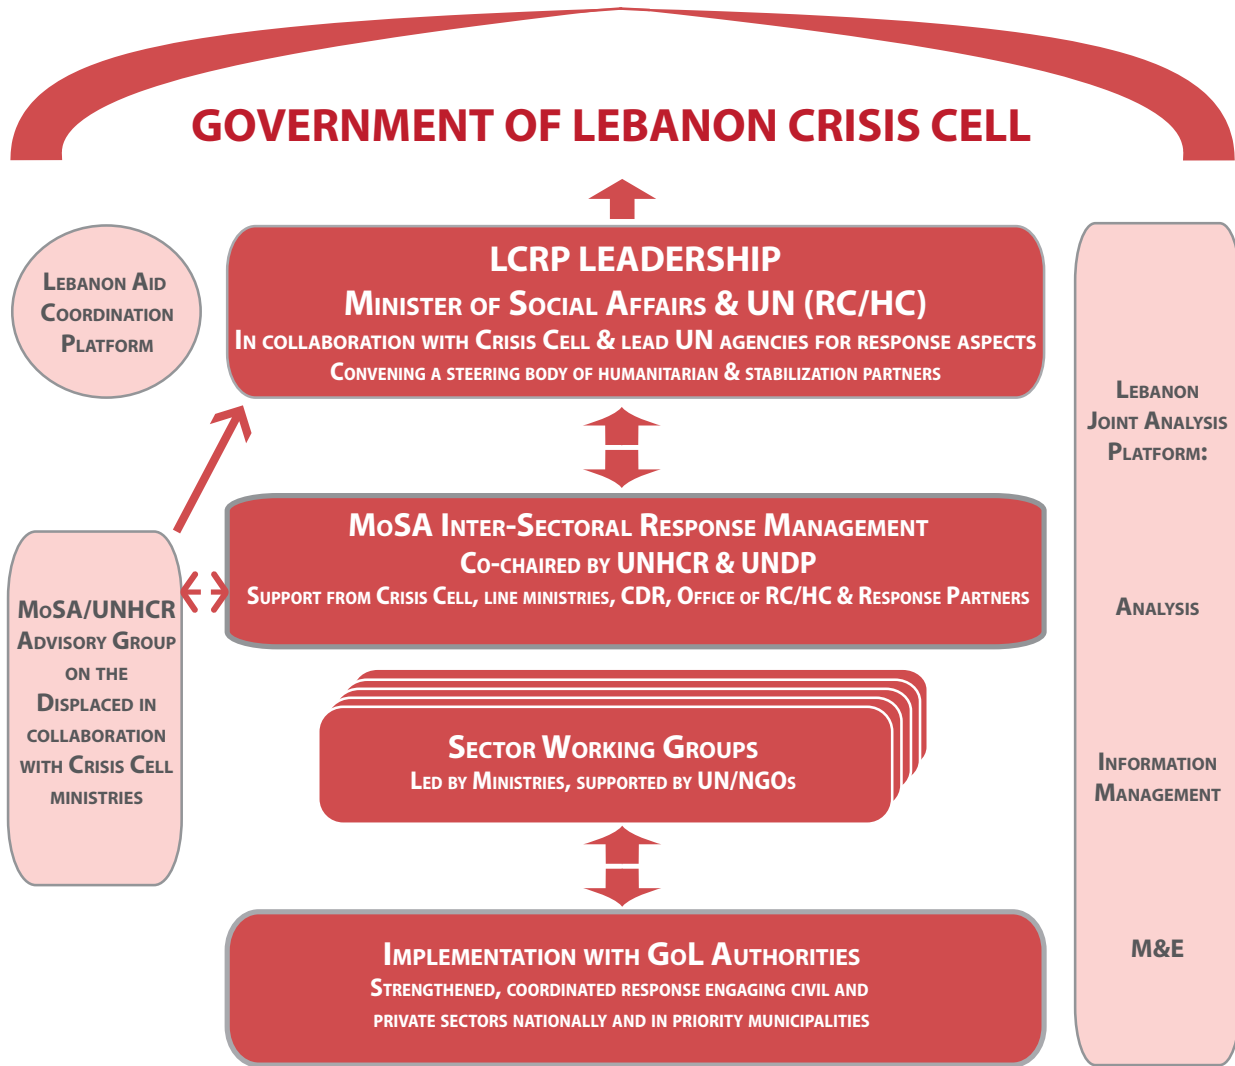 GOVERNMENT OF LEBANON CRISIS CELL
LEBANON AID
COORDINATION
PLATFORM
LCRP LEADERSHIP
MINISTER OF SOCIAL AFFAIRS & UN (RC/HC)
IN COLLABORATION WITH CRISIS CELL & LEAD UN AGENCIES FOR RESPONSE ASPECTS
CONVENING A STEERING BODY OF HUMANITARIAN & STABILIZATION PARTNERS
MoSA INTER-SECTORAL RESPONSE MANAGEMENT
CO-CHAIRED BY UNHCR & UNDP
SUPPORT FROM CRISIS CELL, LINE MINISTRIES, CDR, OFFICE OF RC/HC & RESPONSE PARTNERS
MoSA/UNHCR
ADVISORY GROUP
ON THE
DISPLACED IN
COLLABORATION
WITH CRISIS CELL
MINISTRIES
SECTOR WORKING GROUPS
LED BY MINISTRIES, SUPPORTED BY UN/NGOs
IMPLEMENTATION WITH GoL AUTHORITIES
STRENGTHENED, COORDINATED RESPONSE ENGAGING CIVIL AND
PRIVATE SECTORS NATIONALLY AND IN PRIORITY MUNICIPALITIES
LEBANON
JOINT ANALYSIS
PLATFORM:
ANALYSIS
INFORMATION
MANAGEMENT
M&E